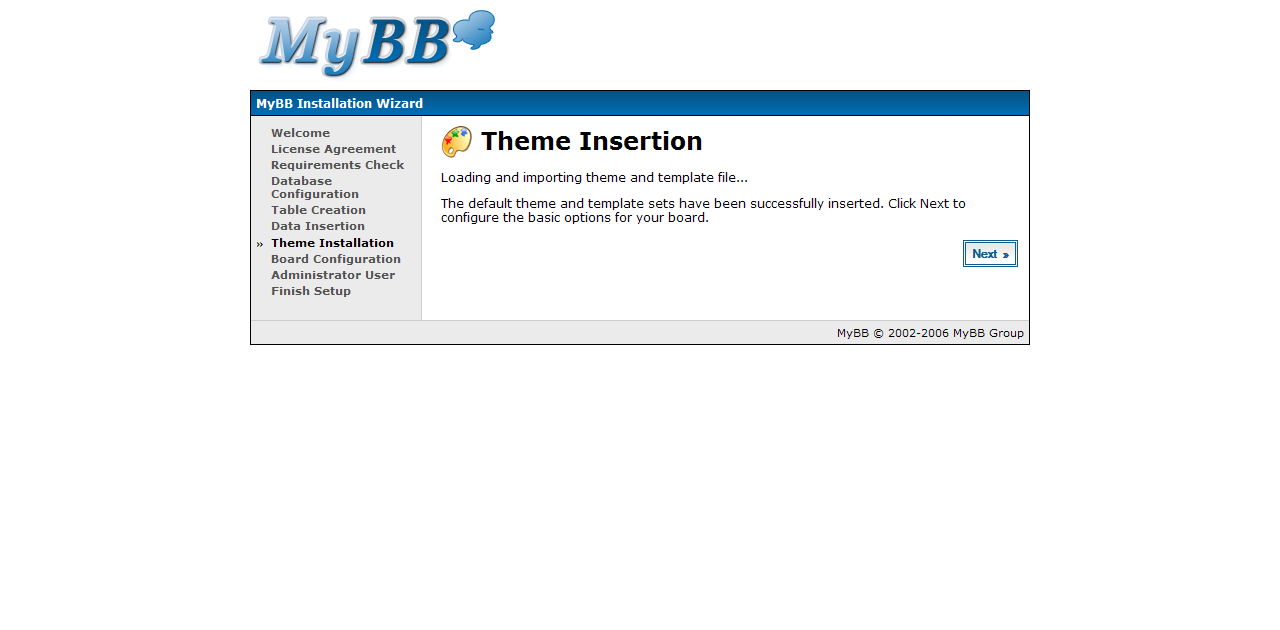 MyBB
MyBB Installation Wizard
Welcome
License Agreement
Requirements Check
Database
Configuration
Table Creation
Data Insertion
» Theme Installation
Board Configuration
Administrator User
Finish Setup
Theme Insertion
Loading and importing theme and template file...
The default theme and template sets have been successfully inserted. Click Next to
configure the basic options for your board.
Next »
MyBB © 2002-2006 MyBB Group